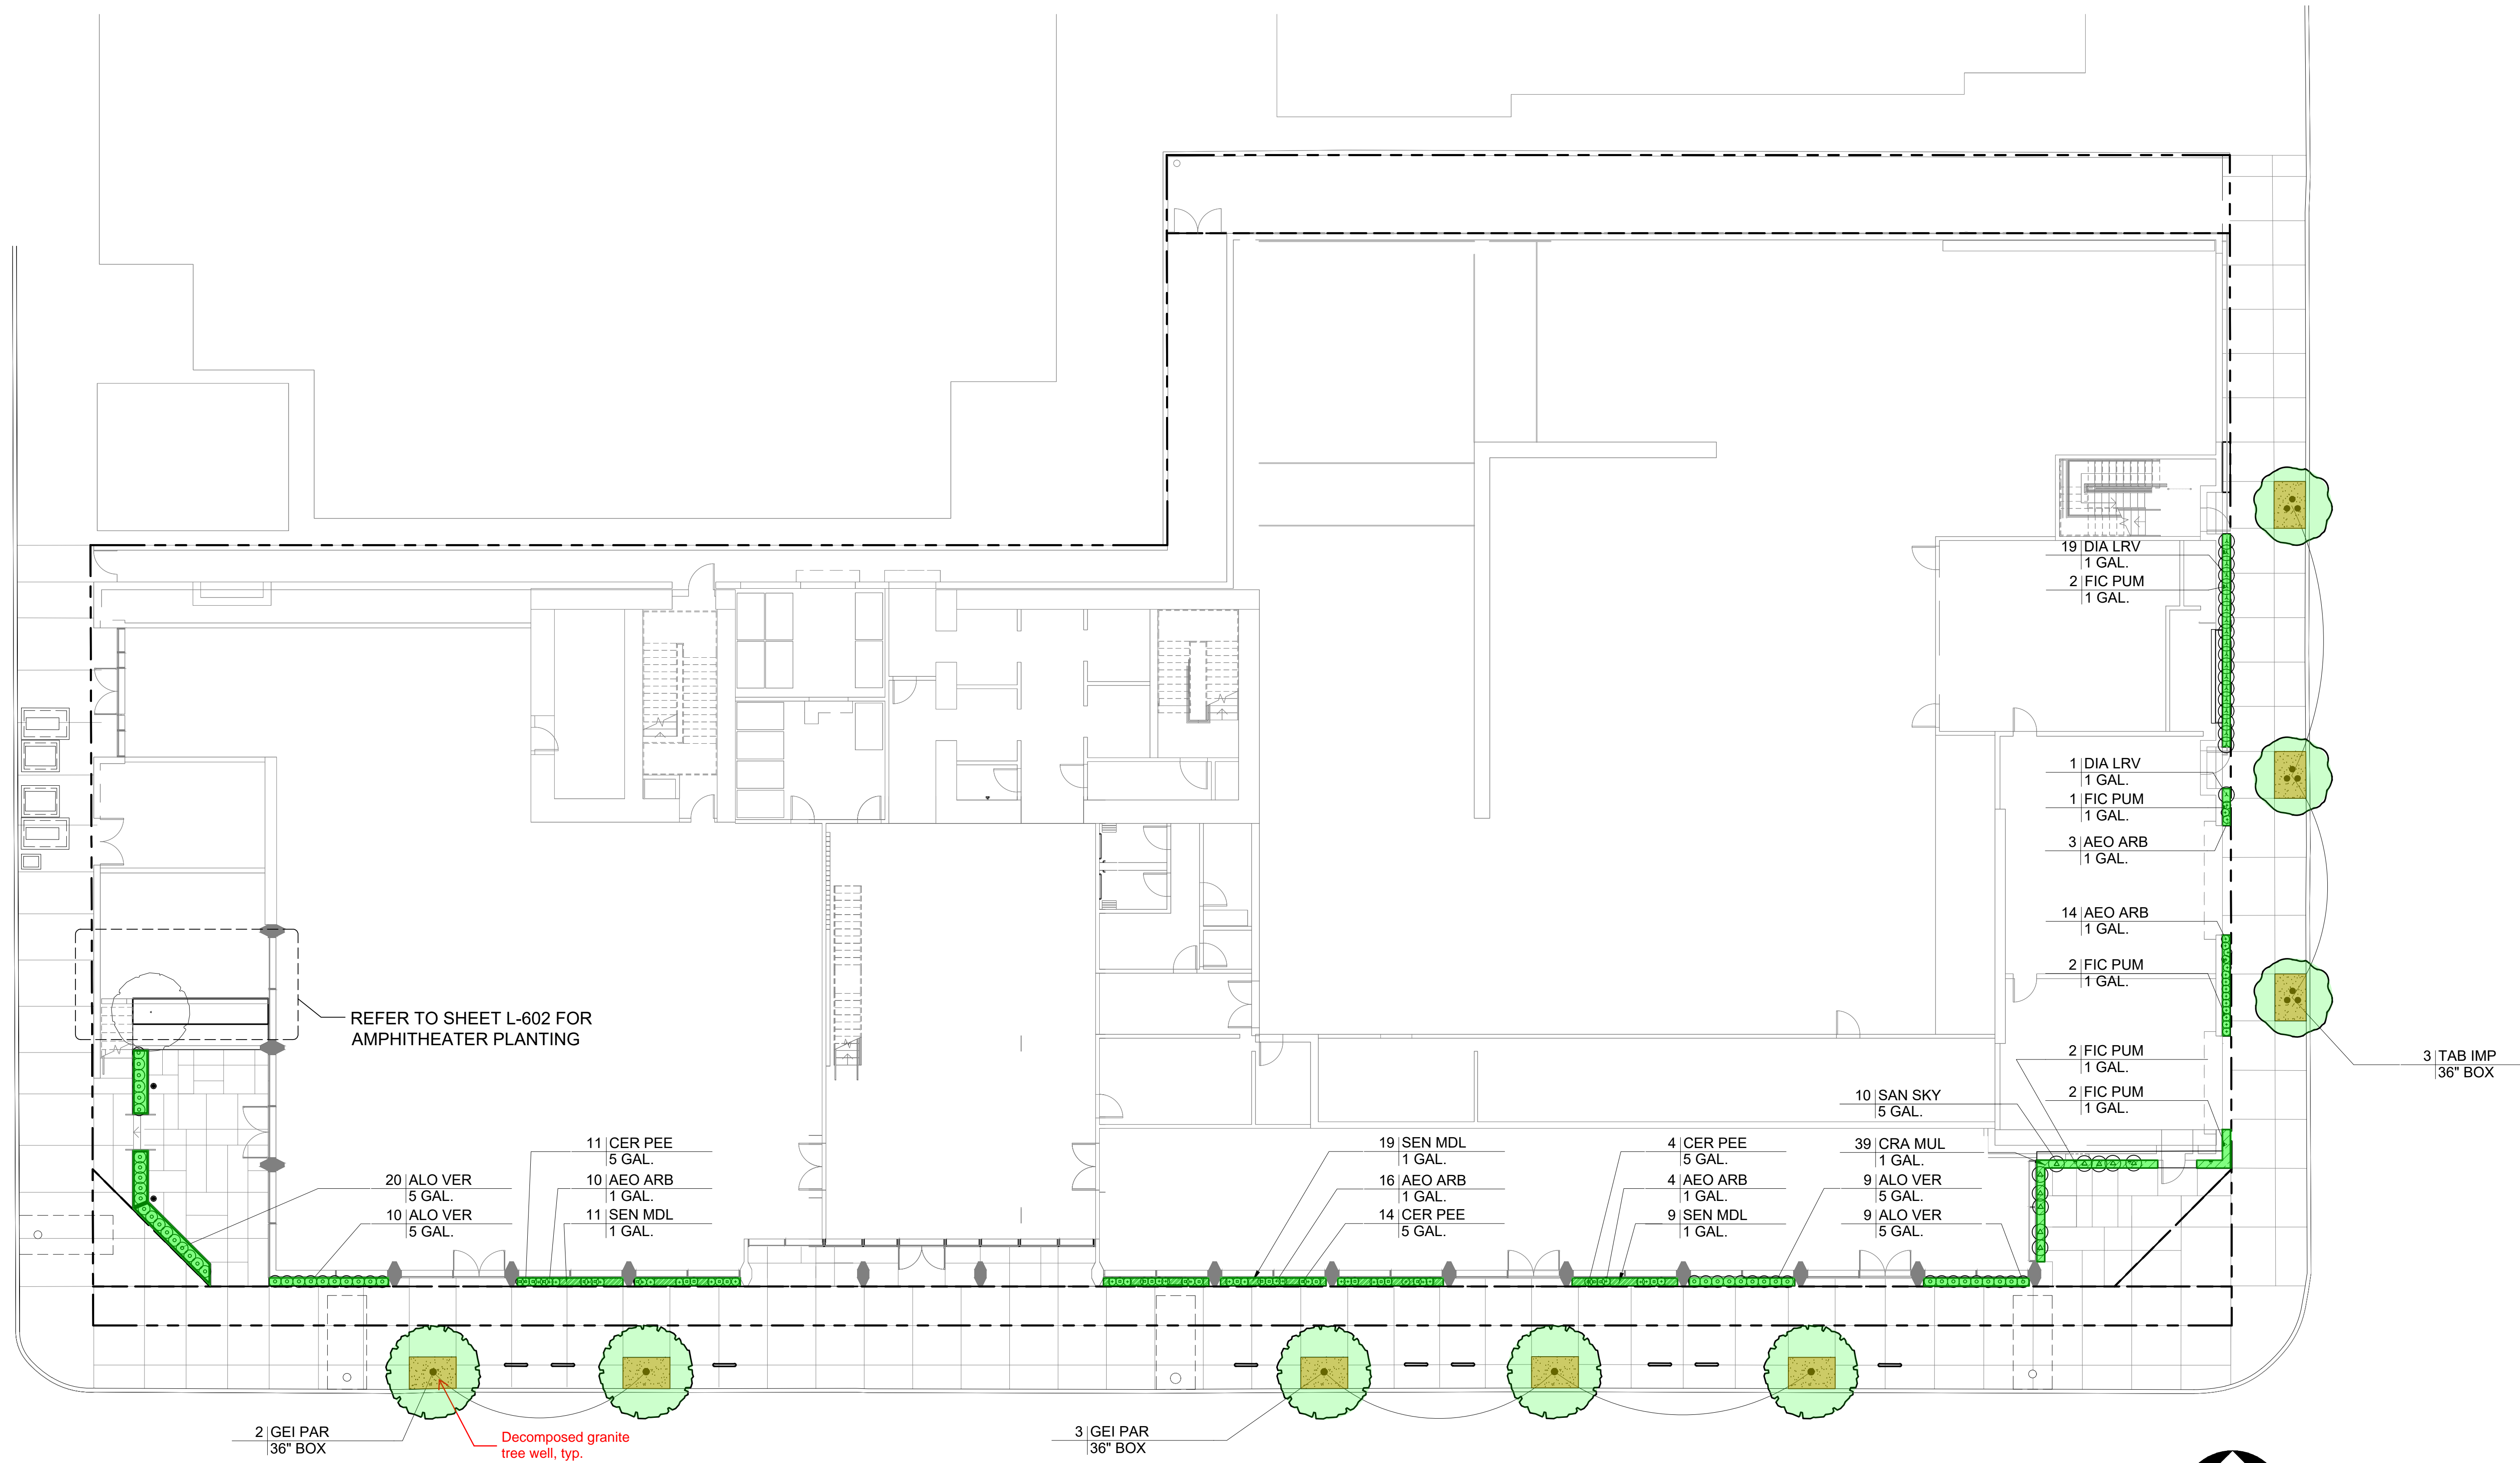 19 DIA LRV
1 GAL.
2 FIC PUM
1 GAL.
1 DIA LRV
1 GAL.
1 FIC PUM
1 GAL.
3 AEO ARB
1 GAL.
14 AEO ARB
1 GAL.
2 FIC PUM
1 GAL.
REFER TO SHEET L-602 FOR
AMPHITHEATER PLANTING
2 FIC PUM
1 GAL.
3 TAB IMP
36" BOX
10 SAN SKY
5 GAL.
2 FIC PUM
1 GAL.
11 CER PEE
5 GAL.
19 SEN MDL
1 GAL.
4 CER PEE
5 GAL.
39 CRA MUL
1 GAL.
20 ALO VER
5 GAL.
10 AEO ARB
1 GAL.
16 AEO ARB
1 GAL.
4 AEO ARB
1 GAL.
9 ALO VER
5 GAL.
10 ALO VER
5 GAL.
11 SEN MDL
1 GAL.
14 CER PEE
5 GAL.
9 SEN MDL
1 GAL.
9 ALO VER
5 GAL.
2 GEI PAR
36" BOX
Decomposed granite
tree well, typ.
3 GEI PAR
36" BOX